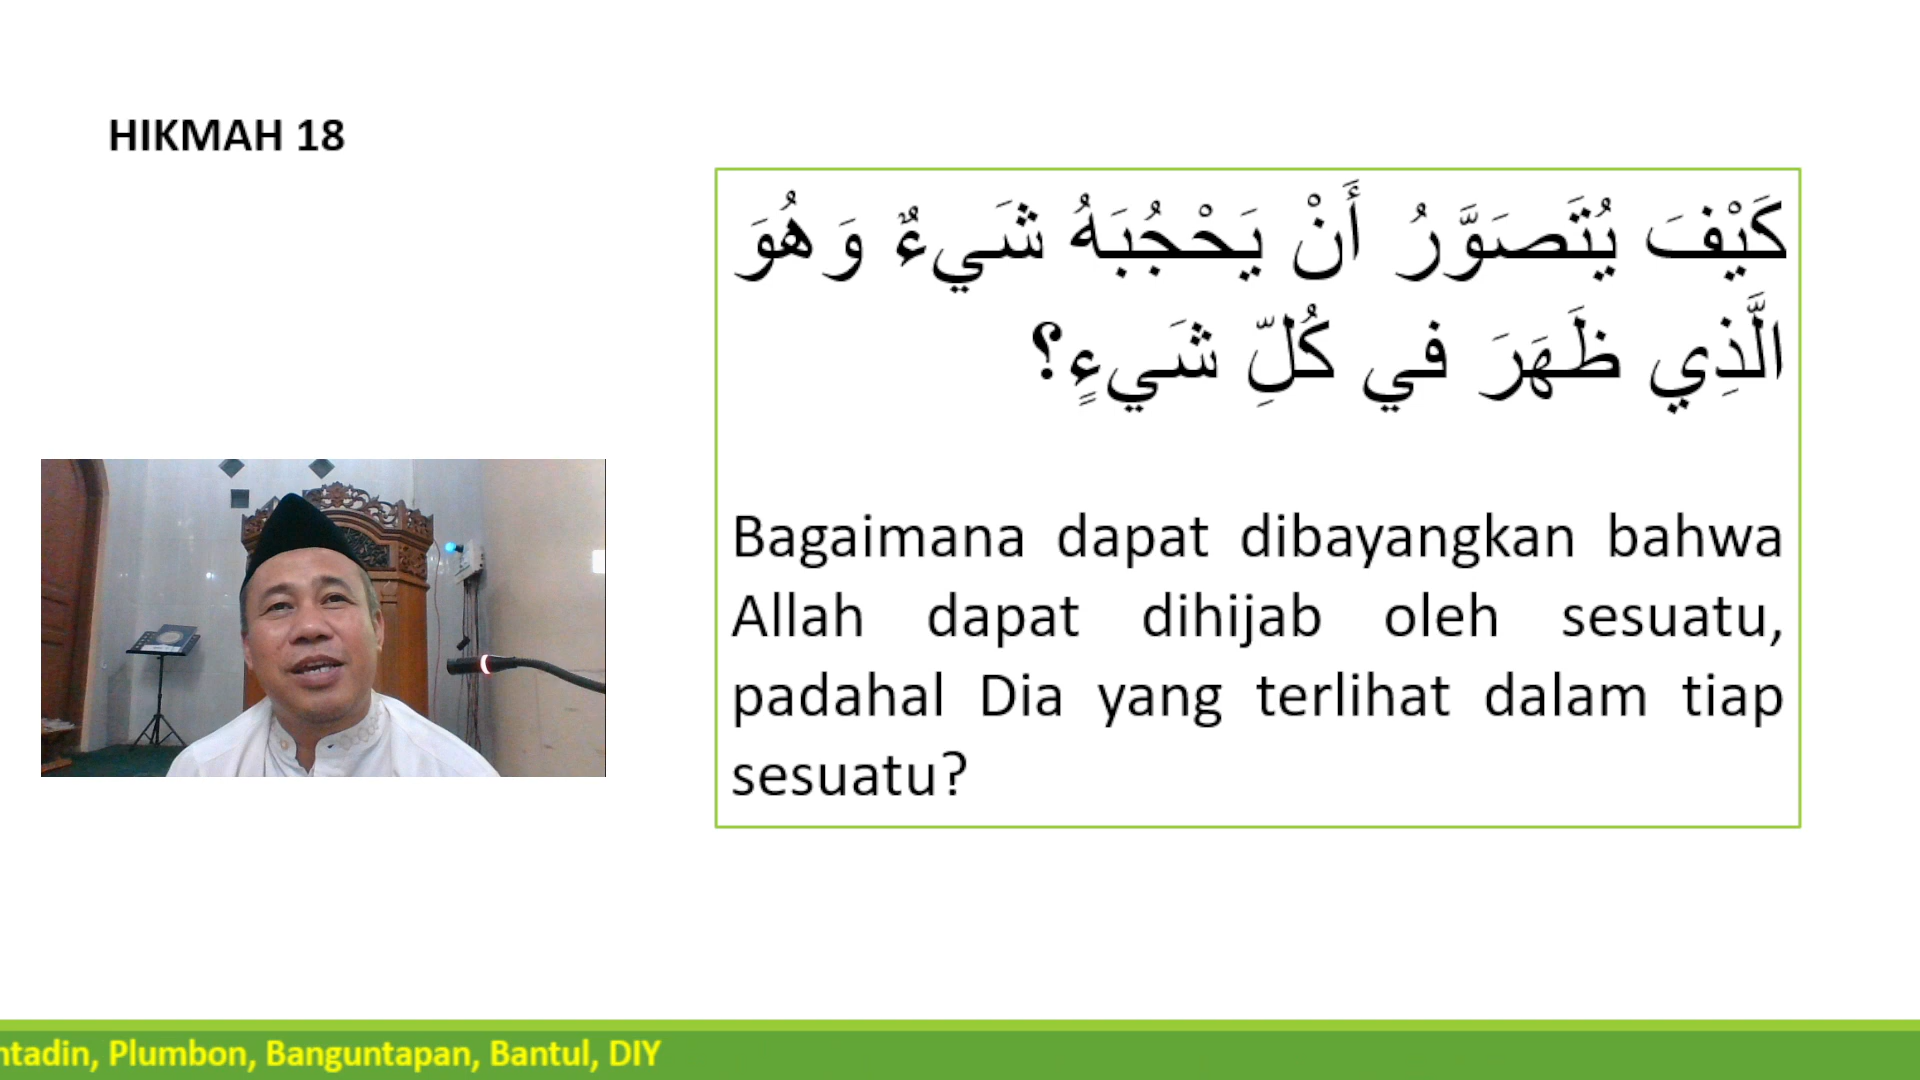 HIKMAH 18
كَيْفَ يُتَصَوَّرُ أَنْ يَحْجُبَهُ شَيءٌ وَهُوَ
الَّذِي ظَهَرَ في كُلِّ شَيءٍ؟
Bagaimana dapat dibayangkan bahwa
Allah dapat dihijab oleh sesuatu,
padahal Dia yang terlihat dalam tiap
sesuatu?
Plumbon, Banguntapan, Bantul, DIY